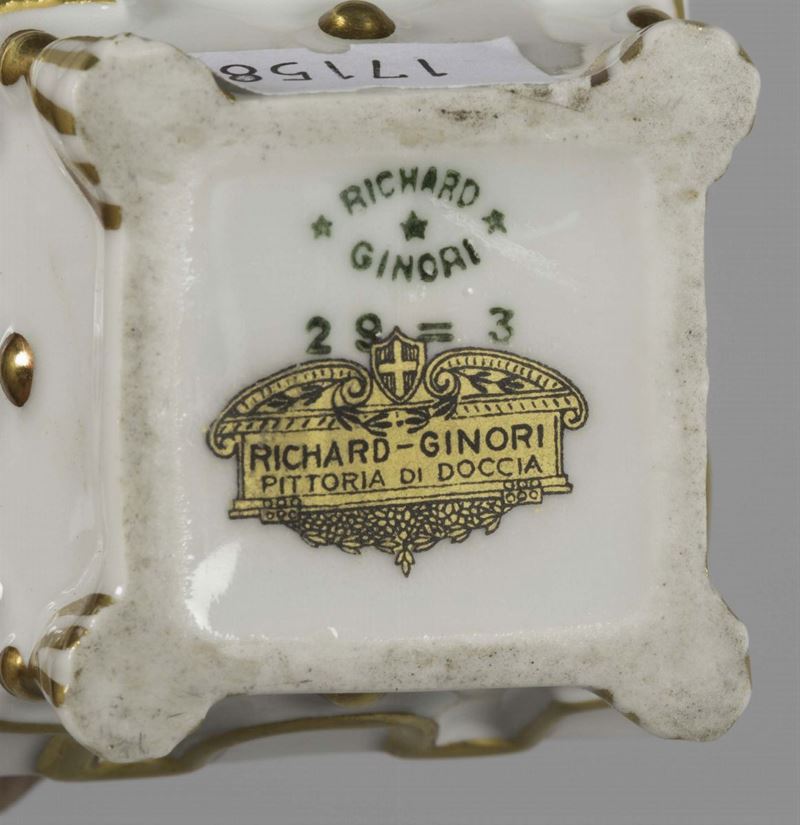 17158
★ RICHARD ★
★
GINORI
29 = 3
RICHARD-GINORI
PITTORIA DI DOCCIA